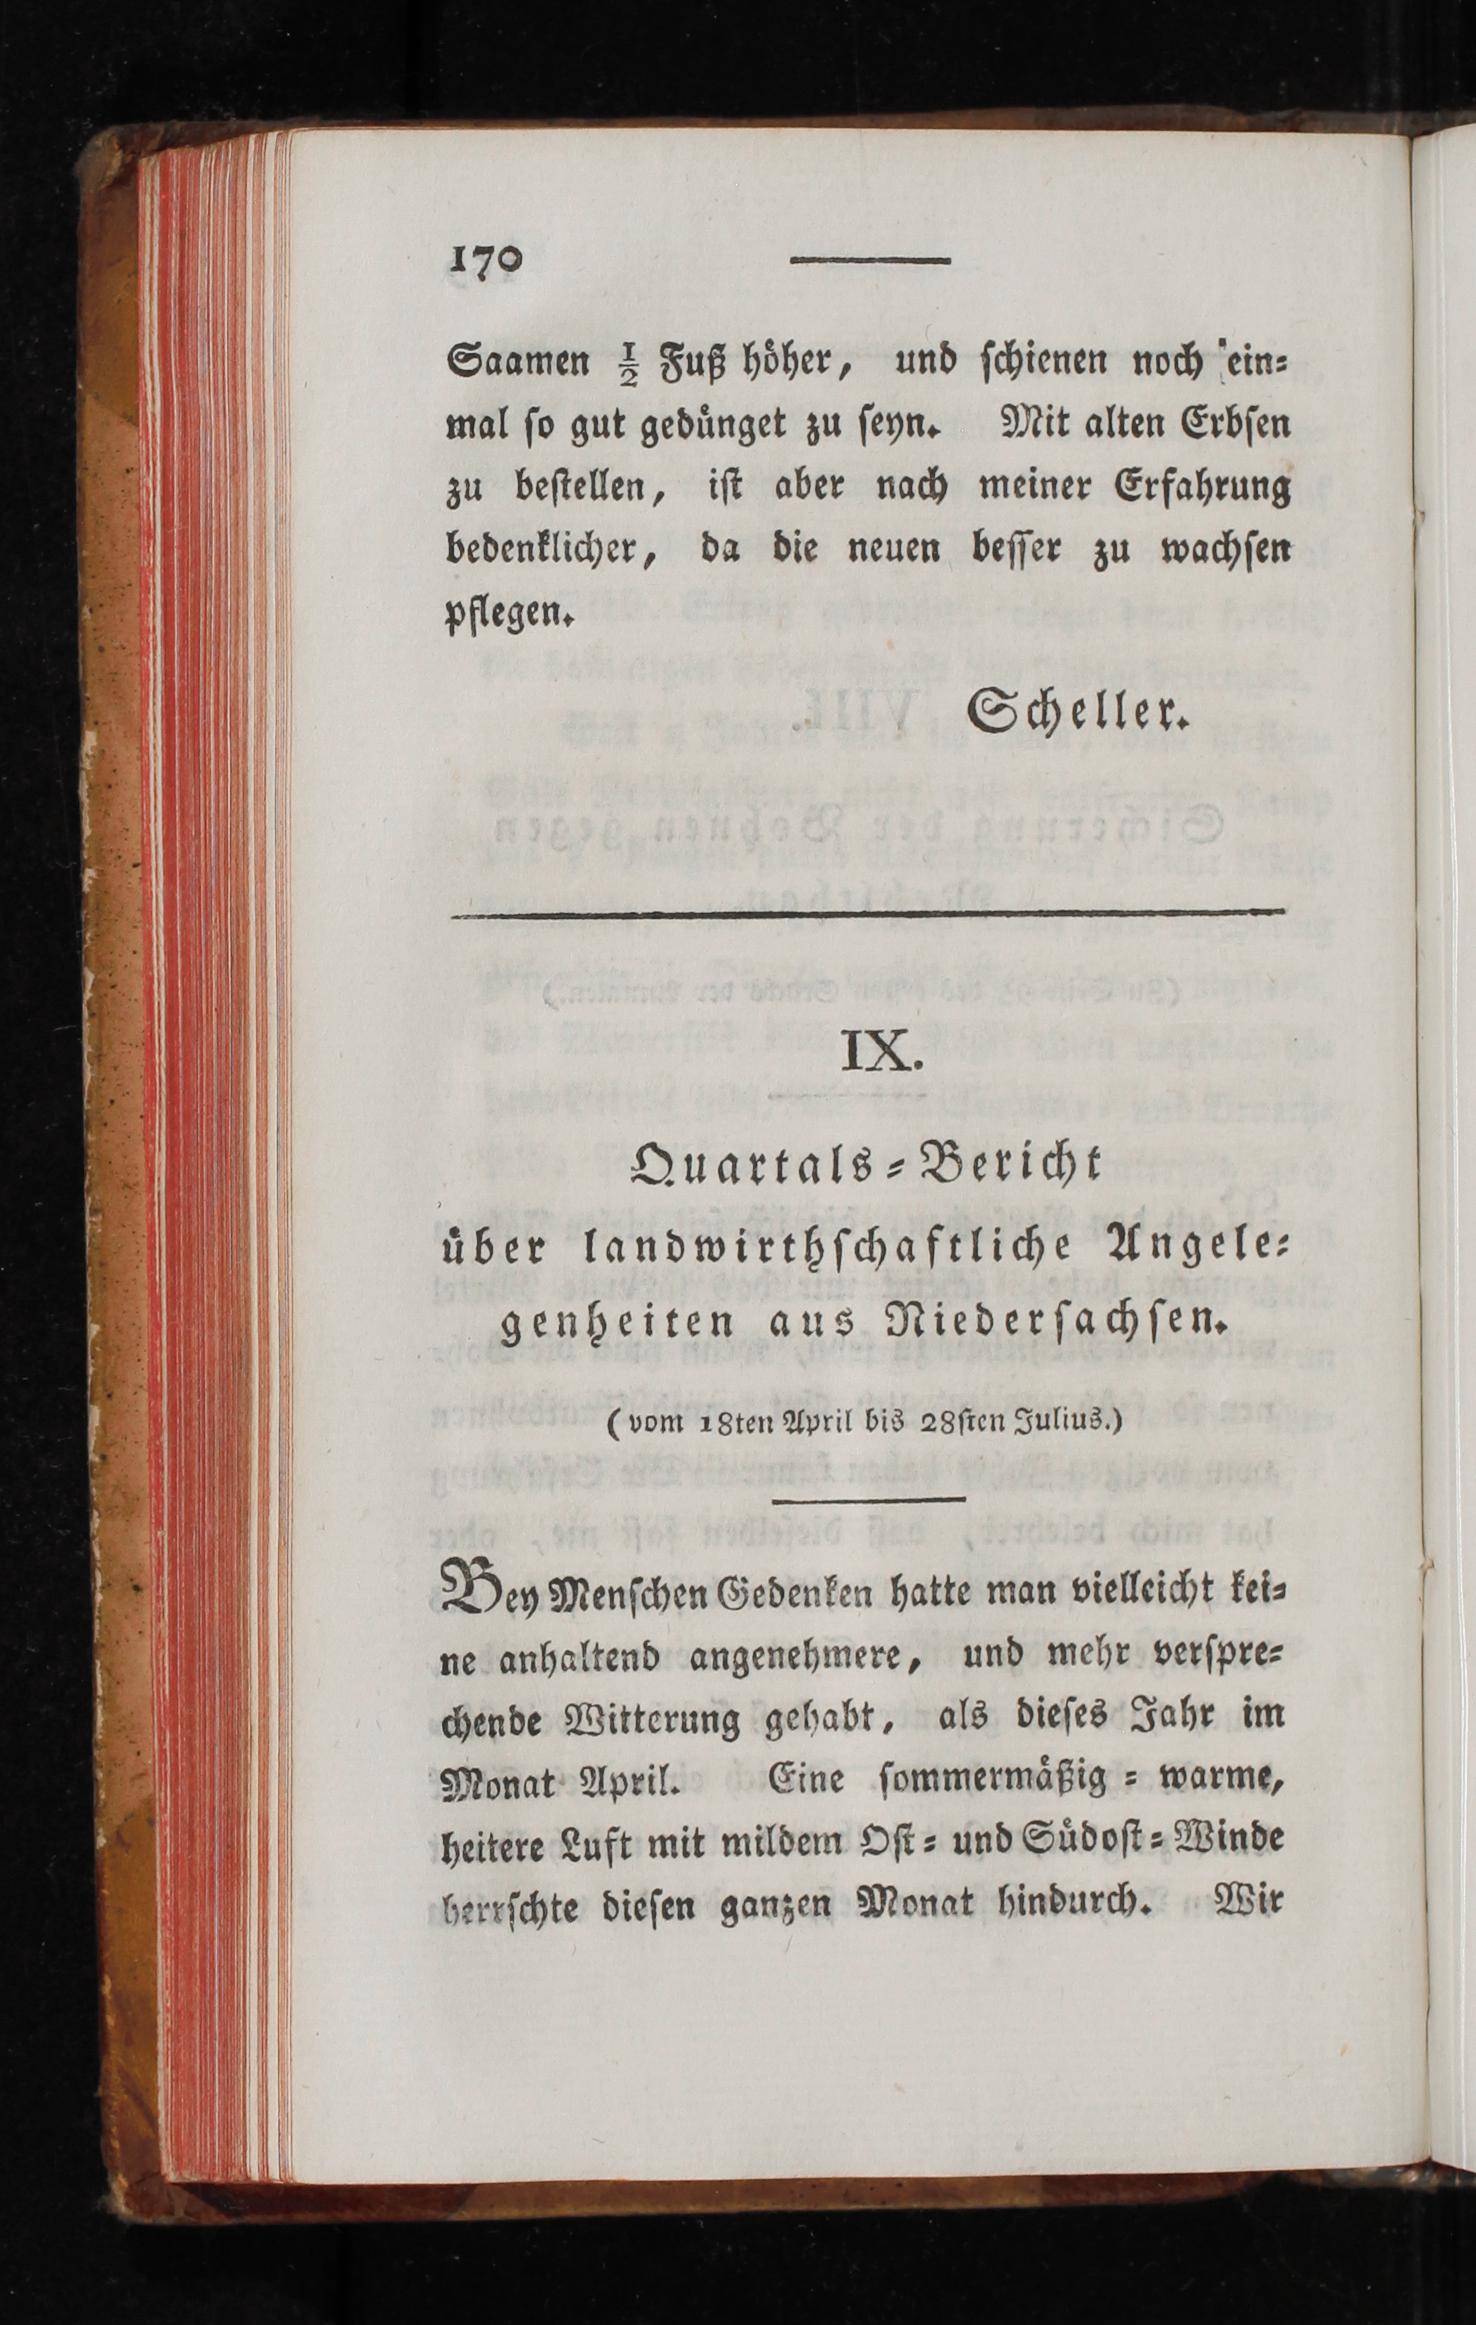 170
Saamen ½ Fuß höher, und ſchienen noch ein⸗
mal ſo gut gedünget zu ſeyn. Mit alten Erbſen
zu beſtellen, iſt aber nach meiner Erfahrung
bedenklicher, da die neuen beſſer zu wachſen
pflegen.
Scheller.
IX.
Quartals⸗Bericht
über landwirthſchaftliche Angele⸗
genheiten aus Niederſachſen.
(vom 18ten April bis 28ſten Julius.)
Bey Menſchen Gedenken hatte man vielleicht kei⸗
ne anhaltend angenehmere, und mehr verſpre⸗
chende Witterung gehabt, als dieſes Jahr im
Monat April. Eine ſommermäßig⸗warme,
heitere Luft mit mildem Oſt⸗ und Südoſt⸗Winde
herrſchte dieſen ganzen Monat hindurch. Wir